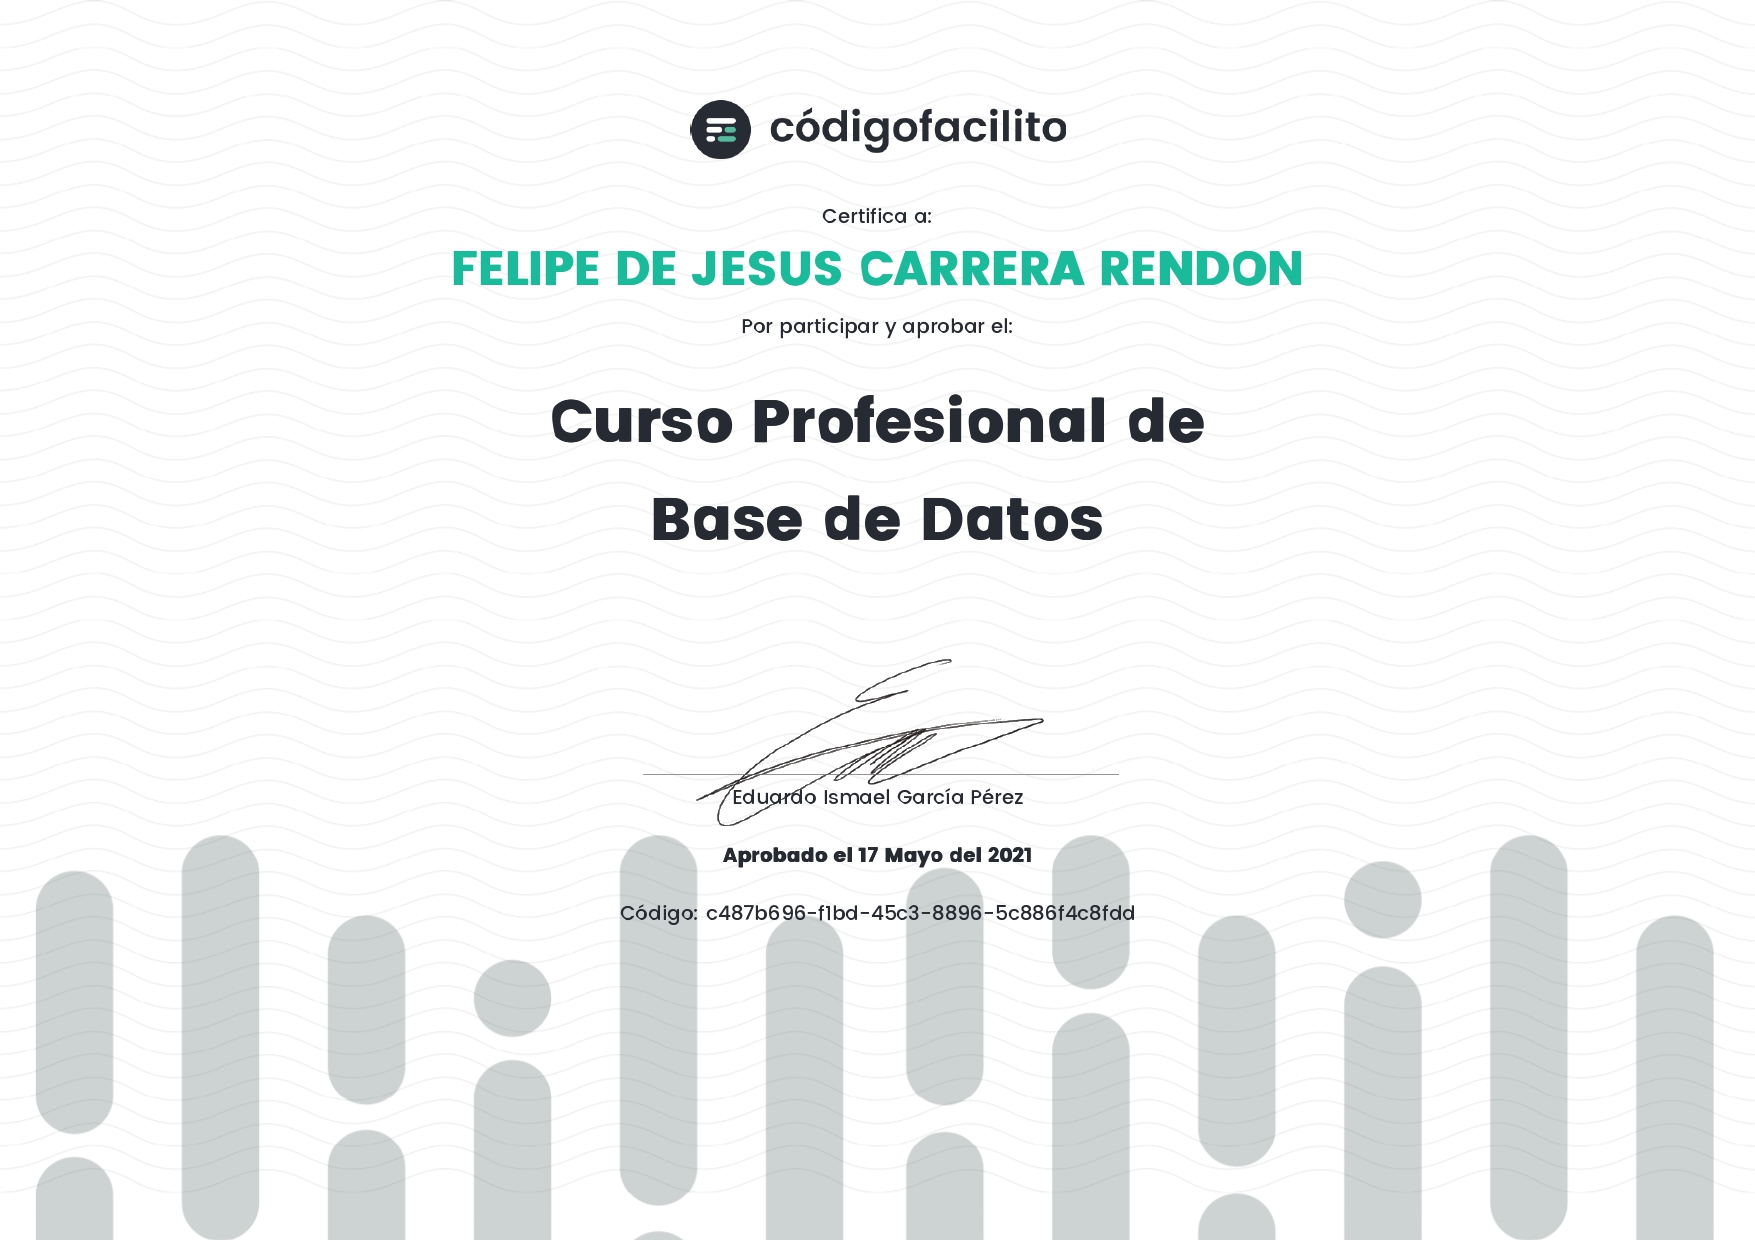 códigofacilito
Certifica a:
FELIPE DE JESUS CARRERA RENDON
Por participar y aprobar el:
Curso Profesional de
Base de Datos
Eduardo Ismael García Pérez
Aprobado el 17 Mayo del 2021
Código: c487b696-f1bd-45c3-8896-5c886f4c8fdd